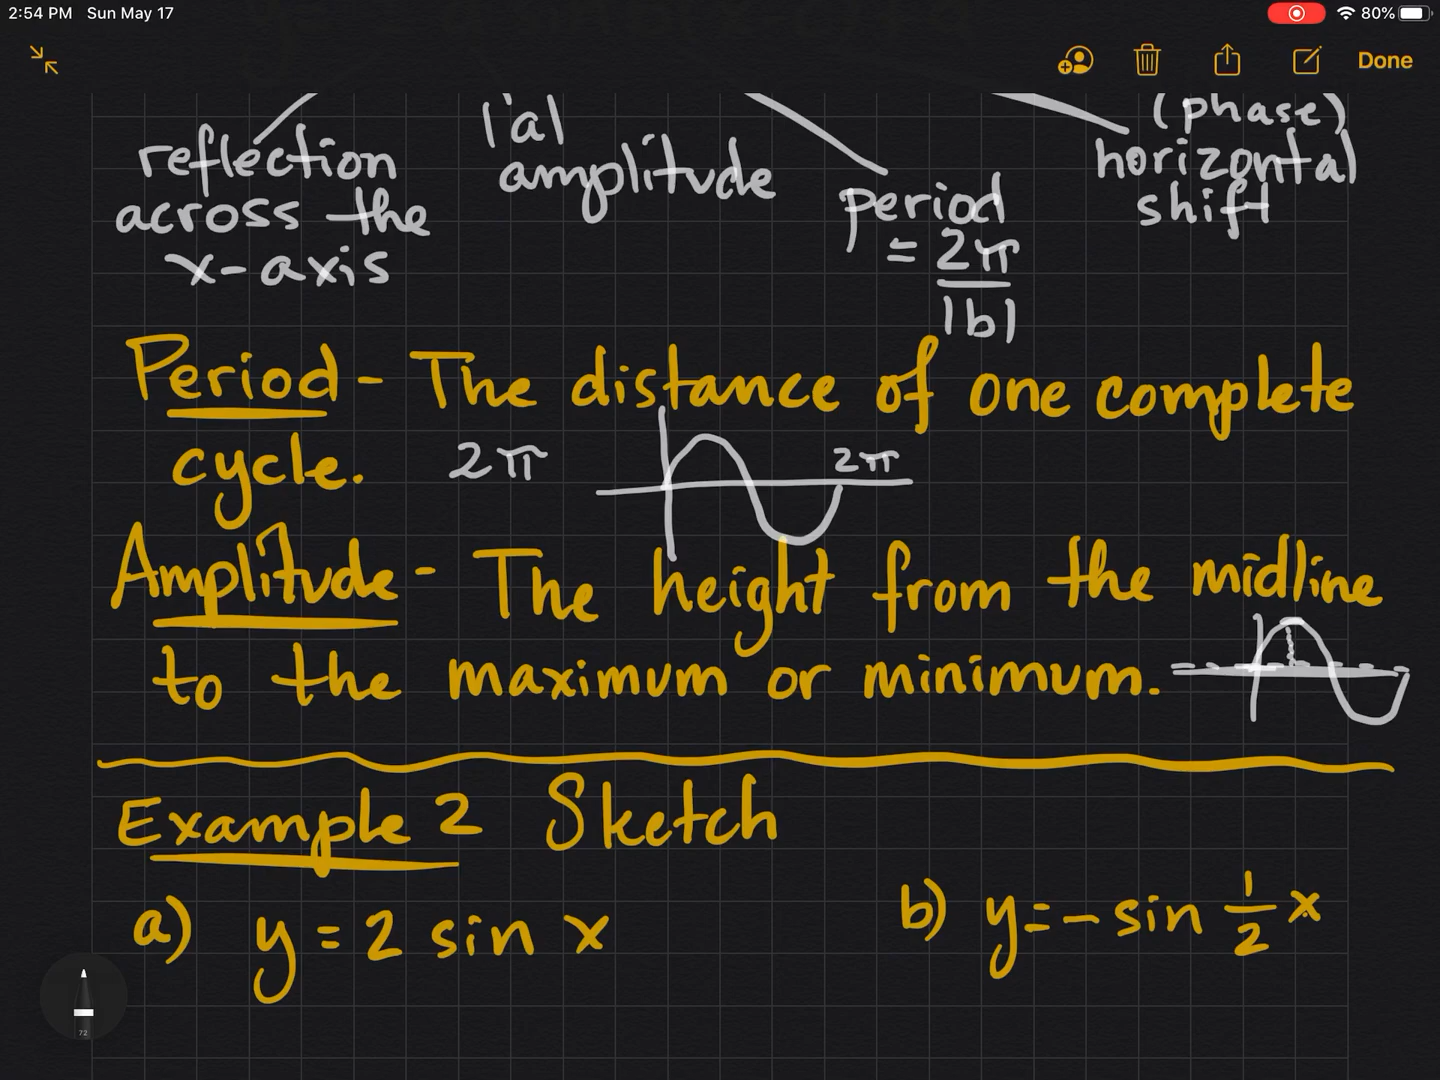 2:54 PM Sun May 17
80%
Done
(phase)
|a|
reflection
horizontal
amplitude
across the
period
shift
= 2π
x-axis
|b|
Period - The distance of one complete
cycle. 2π 2π
Amplitude - The height from the midline
to the maximum or minimum.
Example 2 Sketch
a) y = 2 sin x b) y = - sin 1/2 x
72